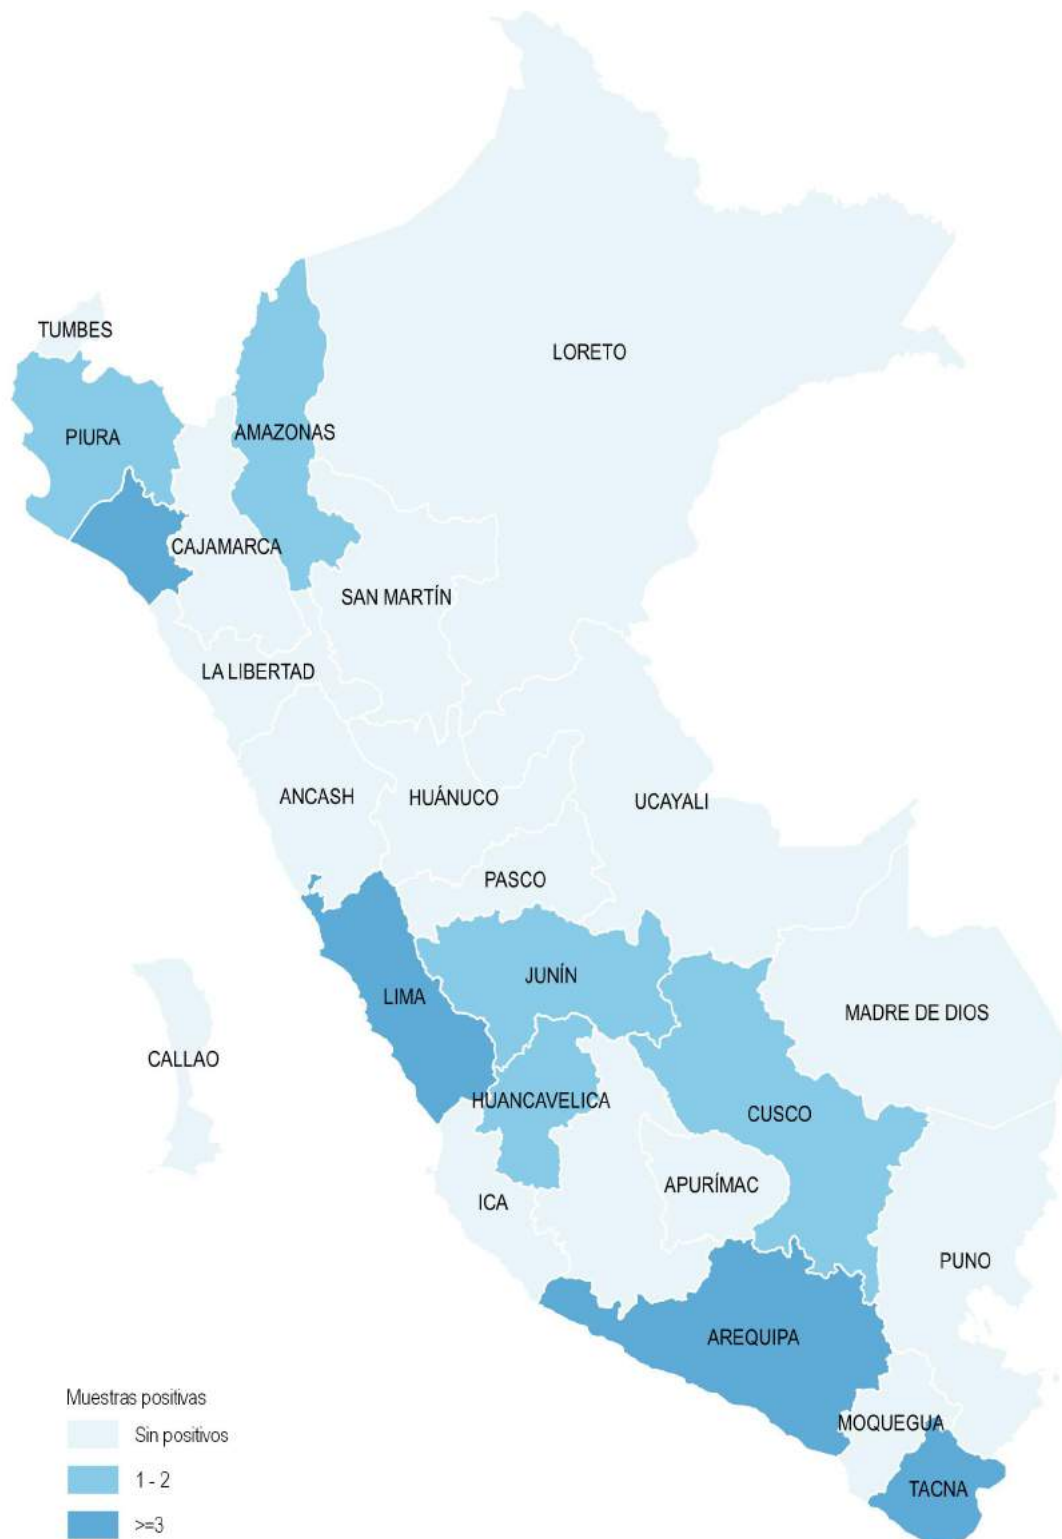 TUMBES
LORETO
PIURA
AMAZONAS
CAJAMARCA
SAN MARTÍN
LA LIBERTAD
ANCASH
HUÁNUCO
UCAYALI
PASCO
JUNÍN
LIMA
MADRE DE DIOS
CALLAO
HUANCAVELICA
CUSCO
APURÍMAC
ICA
PUNO
AREQUIPA
MOQUEGUA
TACNA
Muestras positivas
Sin positivos
1 - 2
>=3